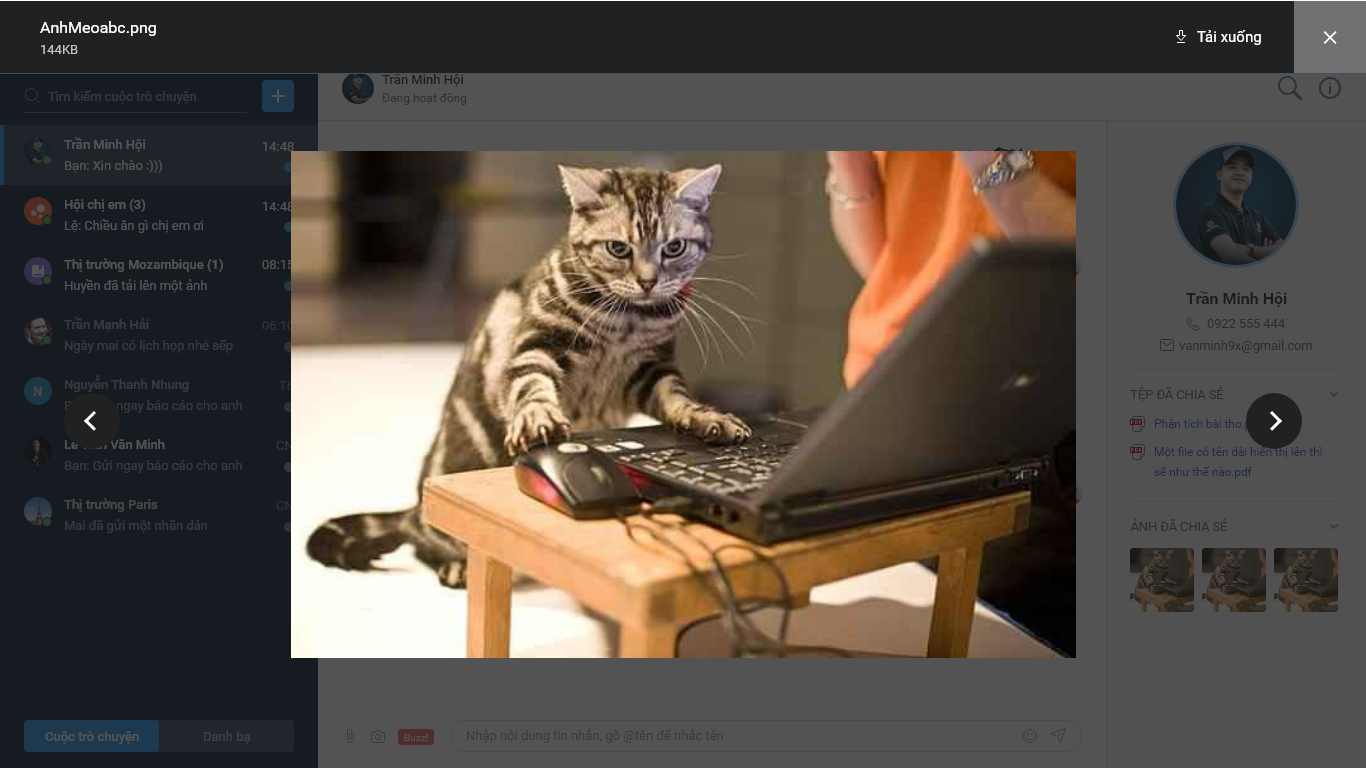 AnhMeoabc.png
144KB
Tải xuống
Tìm kiếm cuộc trò chuyện
Trần Minh Hội
14:48
Bạn: Xin chào :)))
Hội chị em (3)
14:48
Lệ: Chiều ăn gì chị em ơi
Thị trường Mozambique (1)
08:15
Huyền đã tải lên một ảnh
Trần Mạnh Hải
06:10
Ngày mai có lịch họp nhé sếp
N
Nguyễn Thanh Nhung
T6
ngay báo cáo cho anh
Văn Minh
CN
Bạn: Gửi ngay báo cáo cho anh
Thị trường Paris
CN
Mai đã gửi một nhãn dán
Cuộc trò chuyện
Danh bạ
Trần Minh Hội
Đang hoạt động
Buzz!
Nhập nội dung tin nhắn, gõ @tên để nhắc tên
Trần Minh Hội
0922 555 444
vanminh9x@gmail.com
TỆP ĐÃ CHIA SẺ
Phân tích bài thơ.
Một file có tên dài hiển thị lên thì
sẽ như thế nào.pdf
ẢNH ĐÃ CHIA SẺ